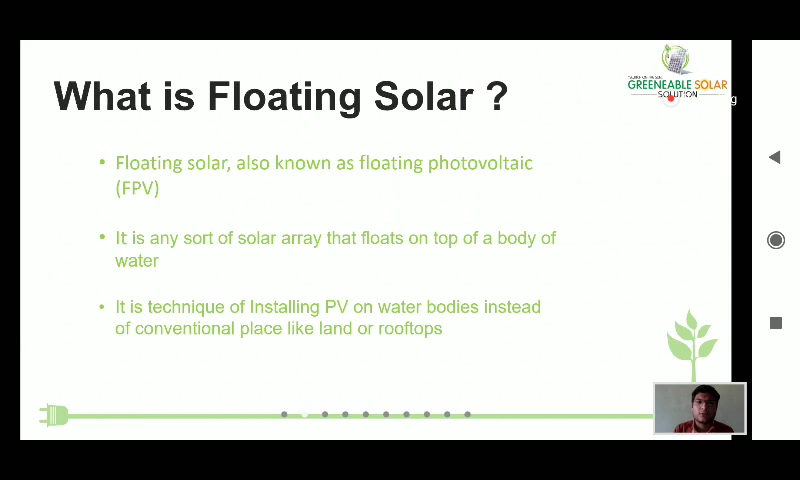 What is Floating Solar ?
GREENEABLE SOLAR
SOLUTION
g
• Floating solar, also known as floating photovoltaic
(FPV)
• It is any sort of solar array that floats on top of a body of
water
• It is technique of Installing PV on water bodies instead
of conventional place like land or rooftops